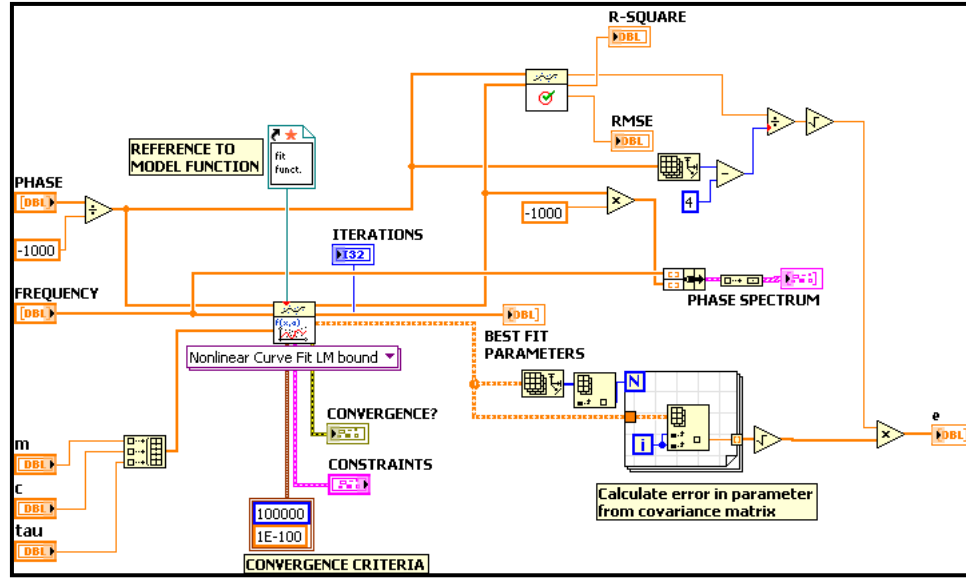 R-SQUARE
DBL
RMSE
DBL
REFERENCE TO
MODEL FUNCTION
fit
funct.
PHASE
[DBL]
-1000
4
-1000
ITERATIONS
I32
FREQUENCY
[DBL]
PHASE SPECTRUM
DBL]
f(x,a)
BEST FIT
PARAMETERS
Nonlinear Curve Fit LM bound
N
i
CONVERGENCE?
CONSTRAINTS
m
DBL
c
DBL
tau
DBL
e
DBL]
100000
1E-100
CONVERGENCE CRITERIA
Calculate error in parameter
from covariance matrix